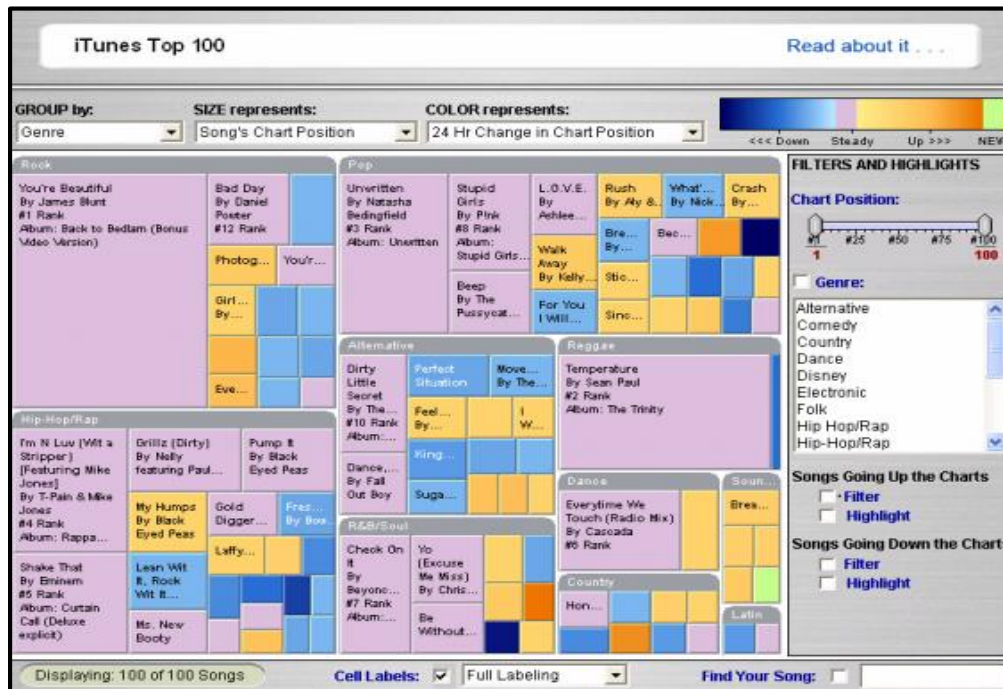 iTunes Top 100
Read about it . . .
GROUP by:
SIZE represents:
COLOR represents:
Genre
Song's Chart Position
24 Hr Change in Chart Position
<<< Down Steady Up >>> NEW
Rock
You're Beautiful
By James Blunt
#1 Rank
Album: Back to Bedlam (Bonus
Video Version)
Bad Day
By Daniel
Powter
#12 Rank
Photog...
You'r...
Girl...
By...
Eve...
Pop
Unwritten
By Natasha
Bedingfield
#3 Rank
Album: Unwritten
Stupid
Girls
By P!nk
#8 Rank
Album:
Stupid Girls...
Beep
By The
Pussycat...
L.O.V.E.
By
Ashlee...
Walk
Away
By Kelly...
For You
I Will...
Rush
By Aly &...
What'...
By Nick...
Crash
By...
Bre...
By...
Bec...
Stic...
Sinc...
Alternative
Dirty
Little
Secret
By The...
#10 Rank
Album:...
Dance,...
By Fall
Out Boy
Perfect
Situation
Move...
By The...
Feel...
By...
I
W...
King...
Suga...
Reggae
Temperature
By Sean Paul
#2 Rank
Album: The Trinity
Hip-Hop/Rap
I'm N Luv (Wit a
Stripper)
[Featuring Mike
Jones]
By T-Pain & Mike
Jones
#4 Rank
Album: Rappa...
Grillz (Dirty)
By Nelly
featuring Paul...
Pump It
By Black
Eyed Peas
My Humps
By Black
Eyed Peas
Gold
Digger...
Fres...
By Bow...
Laffy...
Shake That
By Eminem
#5 Rank
Album: Curtain
Call (Deluxe
explicit)
Lean Wit
It, Rock
Wit It...
Ms. New
Booty
R&B/Soul
Check On
It
By
Beyonc...
#7 Rank
Album:...
Yo
(Excuse
Me Miss)
By Chris...
Be
Without...
Dance
Everytime We
Touch (Radio Mix)
By Cascada
#6 Rank
Soun...
Brea...
Country
Hon...
Latin
FILTERS AND HIGHLIGHTS
Chart Position:
#1 #25 #50 #75 #100
1 100
Genre:
Alternative
Comedy
Country
Dance
Disney
Electronic
Folk
Hip Hop/Rap
Hip-Hop/Rap
Songs Going Up the Charts
Filter
Highlight
Songs Going Down the Chart
Filter
Highlight
Displaying: 100 of 100 Songs
Cell Labels:
Full Labeling
Find Your Song: